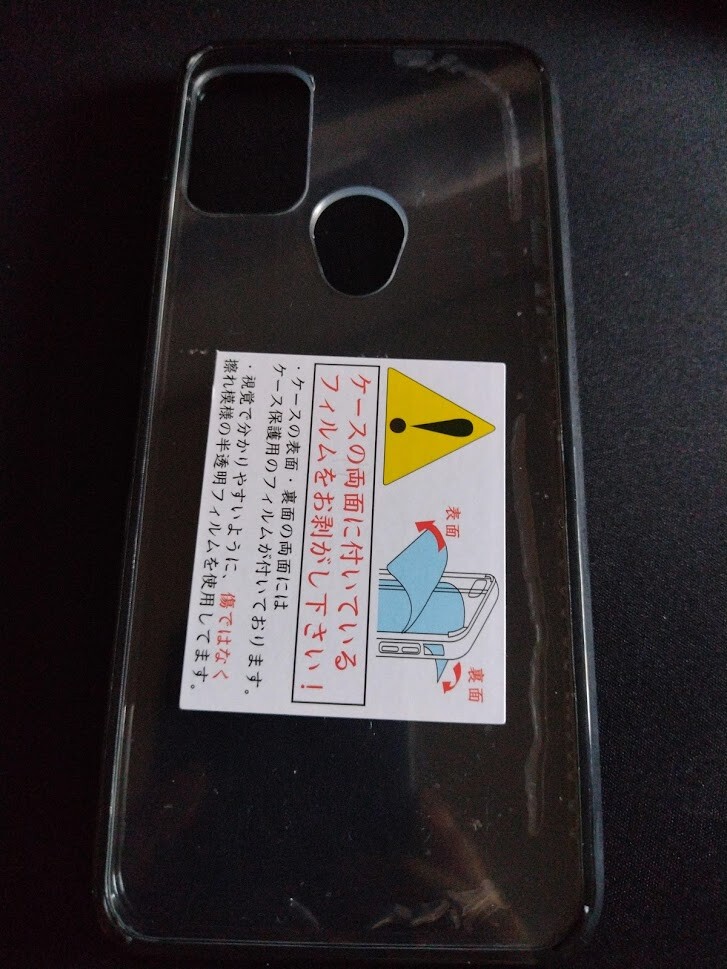 表面
裏面
ケースの両面に付いている
フィルムをお剥がし下さい！
・ケースの表面・裏面の両面には
ケース保護用のフィルムが付いております。
・視覚で分かりやすいように、傷ではなく
擦れ模様の半透明フィルムを使用してます。